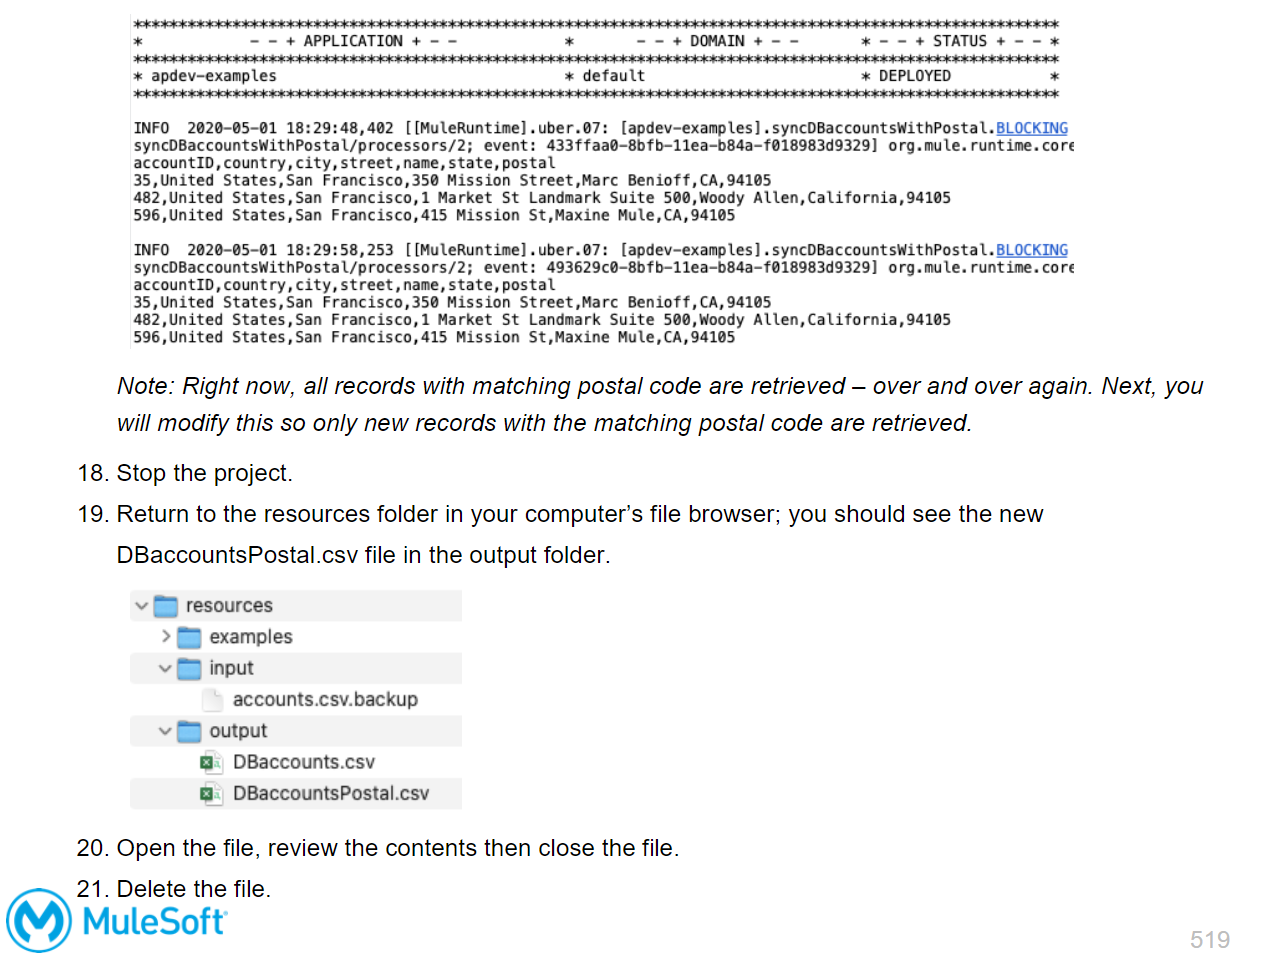 *******************************************************************************************************
* - - + APPLICATION + - - * - - + DOMAIN + - - * - - + STATUS + - - *
*******************************************************************************************************
* apdev-examples * default * DEPLOYED *
*******************************************************************************************************
INFO 2020-05-01 18:29:48,402 [[MuleRuntime].uber.07: [apdev-examples].syncDBaccountsWithPostal.BLOCKING
syncDBaccountsWithPostal/processors/2; event: 433ffaa0-8bfb-11ea-b84a-f018983d9329] org.mule.runtime.core
accountID,country,city,street,name,state,postal
35,United States,San Francisco,350 Mission Street,Marc Benioff,CA,94105
482,United States,San Francisco,1 Market St Landmark Suite 500,Woody Allen,California,94105
596,United States,San Francisco,415 Mission St,Maxine Mule,CA,94105
INFO 2020-05-01 18:29:58,253 [[MuleRuntime].uber.07: [apdev-examples].syncDBaccountsWithPostal.BLOCKING
syncDBaccountsWithPostal/processors/2; event: 493629c0-8bfb-11ea-b84a-f018983d9329] org.mule.runtime.core
accountID,country,city,street,name,state,postal
35,United States,San Francisco,350 Mission Street,Marc Benioff,CA,94105
482,United States,San Francisco,1 Market St Landmark Suite 500,Woody Allen,California,94105
596,United States,San Francisco,415 Mission St,Maxine Mule,CA,94105
Note: Right now, all records with matching postal code are retrieved – over and over again. Next, you
will modify this so only new records with the matching postal code are retrieved.
18. Stop the project.
19. Return to the resources folder in your computer’s file browser; you should see the new
DBaccountsPostal.csv file in the output folder.
resources
examples
input
accounts.csv.backup
output
DBaccounts.csv
DBaccountsPostal.csv
20. Open the file, review the contents then close the file.
21. Delete the file.
MuleSoft
519